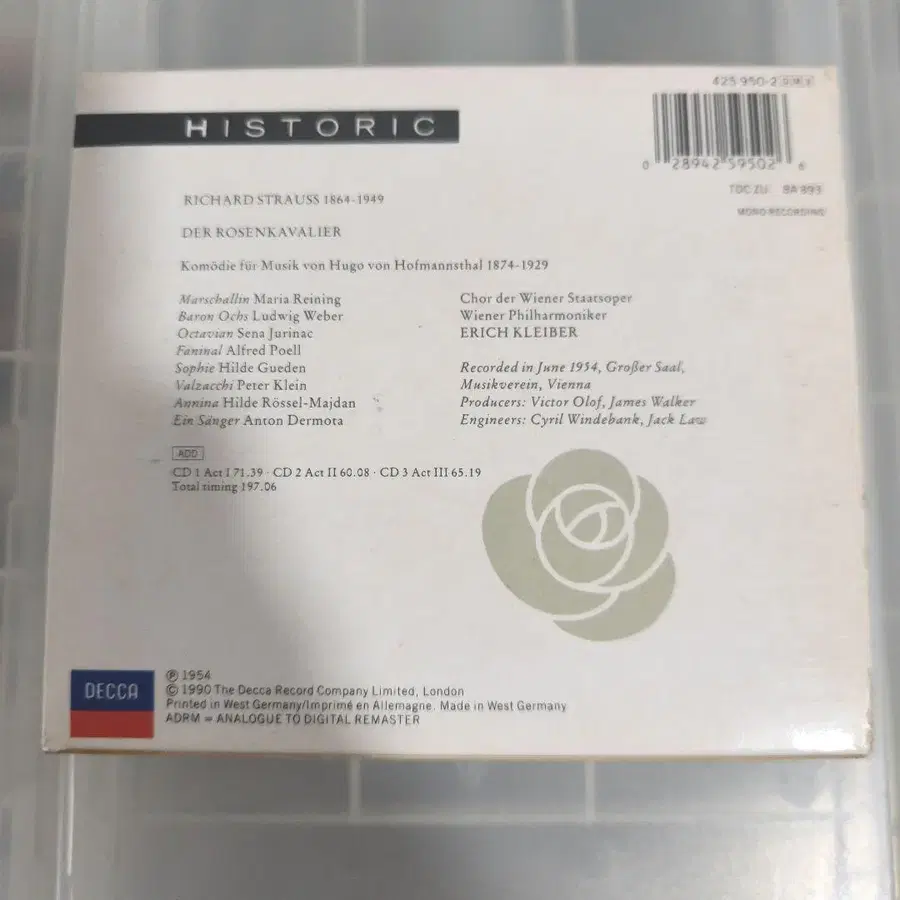 425 950-2
HISTORIC
0 28942 59502 6
BA 893
MONO RECORDING
RICHARD STRAUSS 1864-1949
DER ROSENKAVALIER
Komödie für Musik von Hugo von Hofmannsthal 1874-1929
Marschallin Maria Reining
Baron Ochs Ludwig Weber
Octavian Sena Jurinac
Faninal Alfred Poell
Sophie Hilde Gueden
Valzacchi Peter Klein
Annina Hilde Rössel-Majdan
Ein Sänger Anton Dermota
Chor der Wiener Staatsoper
Wiener Philharmoniker
ERICH KLEIBER
Recorded in June 1954, Großer Saal,
Musikverein, Vienna
Producers: Victor Olof, James Walker
Engineers: Cyril Windebank, Jack Law
ADD
CD 1 Act I 71.39 · CD 2 Act II 60.08 · CD 3 Act III 65.19
Total timing 197.06
DECCA
℗ 1954
© 1990 The Decca Record Company Limited, London
Printed in West Germany/Imprimé en Allemagne. Made in West Germany
ADRM = ANALOGUE TO DIGITAL REMASTER